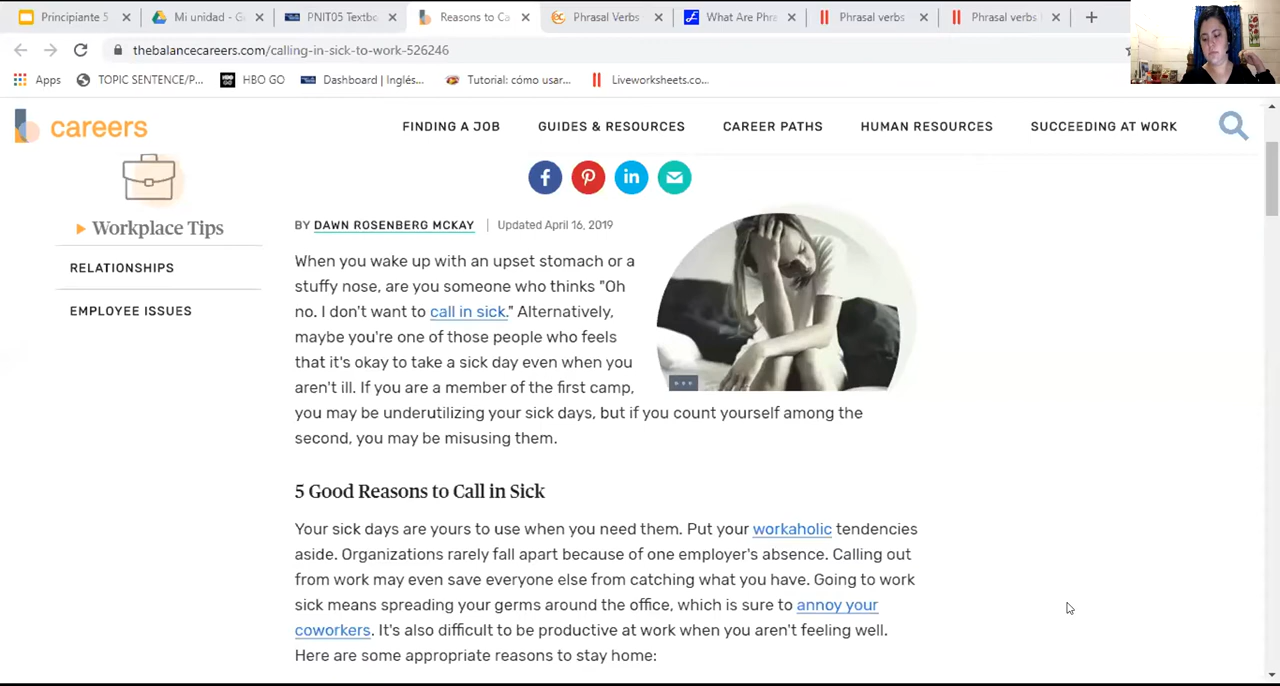 Principiante 5
Mi unidad - G
PNIT05 Textbo
Reasons to Ca
Phrasal Verbs
What Are Phra
Phrasal verbs
Phrasal verbs
thebalancecareers.com/calling-in-sick-to-work-526246
Apps
TOPIC SENTENCE/P...
HBO GO
Dashboard | Inglés...
Tutorial: cómo usar...
Liveworksheets.co...
careers
FINDING A JOB
GUIDES & RESOURCES
CAREER PATHS
HUMAN RESOURCES
SUCCEEDING AT WORK
Workplace Tips
RELATIONSHIPS
EMPLOYEE ISSUES
BY DAWN ROSENBERG MCKAY | Updated April 16, 2019
When you wake up with an upset stomach or a
stuffy nose, are you someone who thinks "Oh
no. I don't want to call in sick." Alternatively,
maybe you're one of those people who feels
that it's okay to take a sick day even when you
aren't ill. If you are a member of the first camp,
you may be underutilizing your sick days, but if you count yourself among the
second, you may be misusing them.
5 Good Reasons to Call in Sick
Your sick days are yours to use when you need them. Put your workaholic tendencies
aside. Organizations rarely fall apart because of one employer's absence. Calling out
from work may even save everyone else from catching what you have. Going to work
sick means spreading your germs around the office, which is sure to annoy your
coworkers. It's also difficult to be productive at work when you aren't feeling well.
Here are some appropriate reasons to stay home: